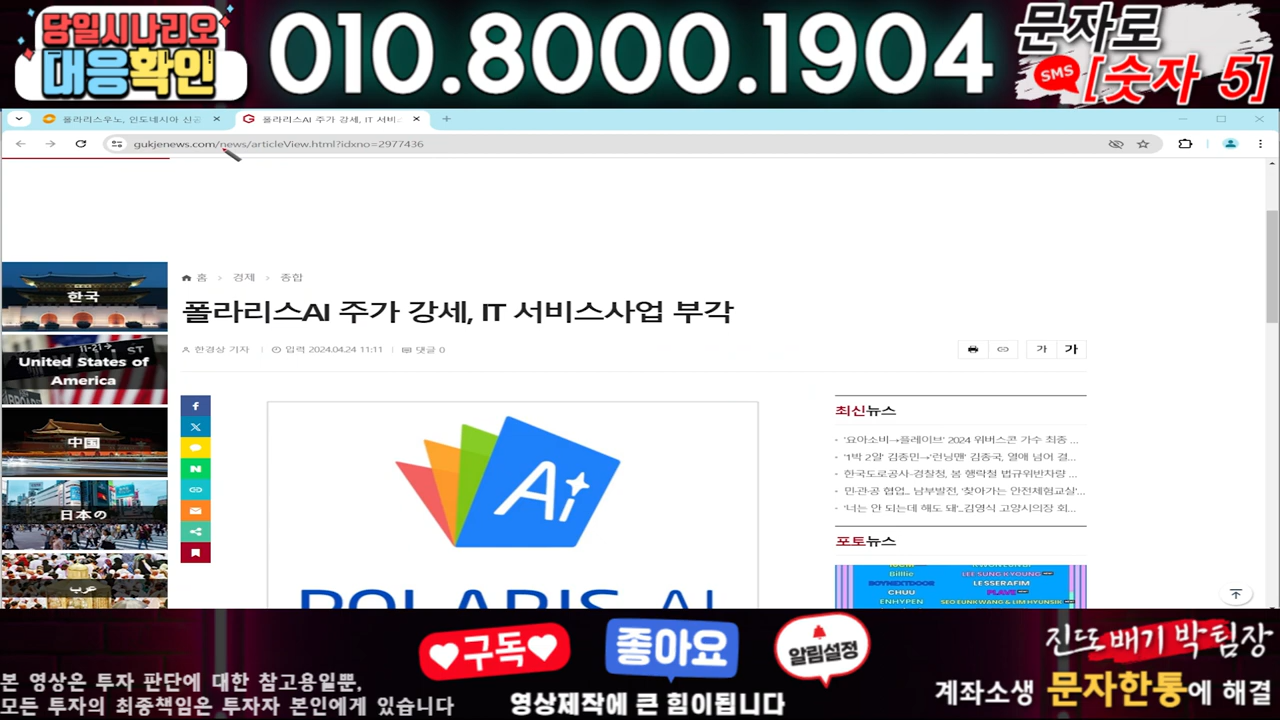 당일시나리오
대응확인
010.8000.1904
문자로
SMS [숫자 5]
폴라리스우노, 인도네시아 신공
폴라리스AI 주가 강세, IT 서비스
gukjenews.com/news/articleView.html?idxno=2977436
홈 > 경제 > 종합
폴라리스AI 주가 강세, IT 서비스사업 부각
한경상 기자 | 입력 2024.04.24 11:11 | 댓글 0
가 가
한국
United States of
America
中国
日本の
عرب
Ai
POLARIS AI
최신뉴스
'요아소비→플레이브' 2024 위버스콘 가수 최종 ...
'1박 2일' 김종민→'런닝맨' 김종국, 열애 넘어 결...
한국도로공사-경찰청, 봄 행락철 법규위반차량 ...
민·관·공 협업... 남부발전, '찾아가는 안전체험교실'...
'너는 안 되는데 해도 돼'...김영식 고양시의장 회...
포토뉴스
Billlie
LEE SUNG KYOUNG
BOYNEXTDOOR
LESSERAFIM
CHUU
PLAVE
ENHYPEN
SEO EUNKWANG & LIM HYUNSIK
구독
좋아요
알림설정
진또배기 박팀장
본 영상은 투자 판단에 대한 참고용일뿐,
모든 투자의 최종책임은 투자자 본인에게 있습니다
영상제작에 큰 힘이됩니다
계좌소생 문자한통에 해결